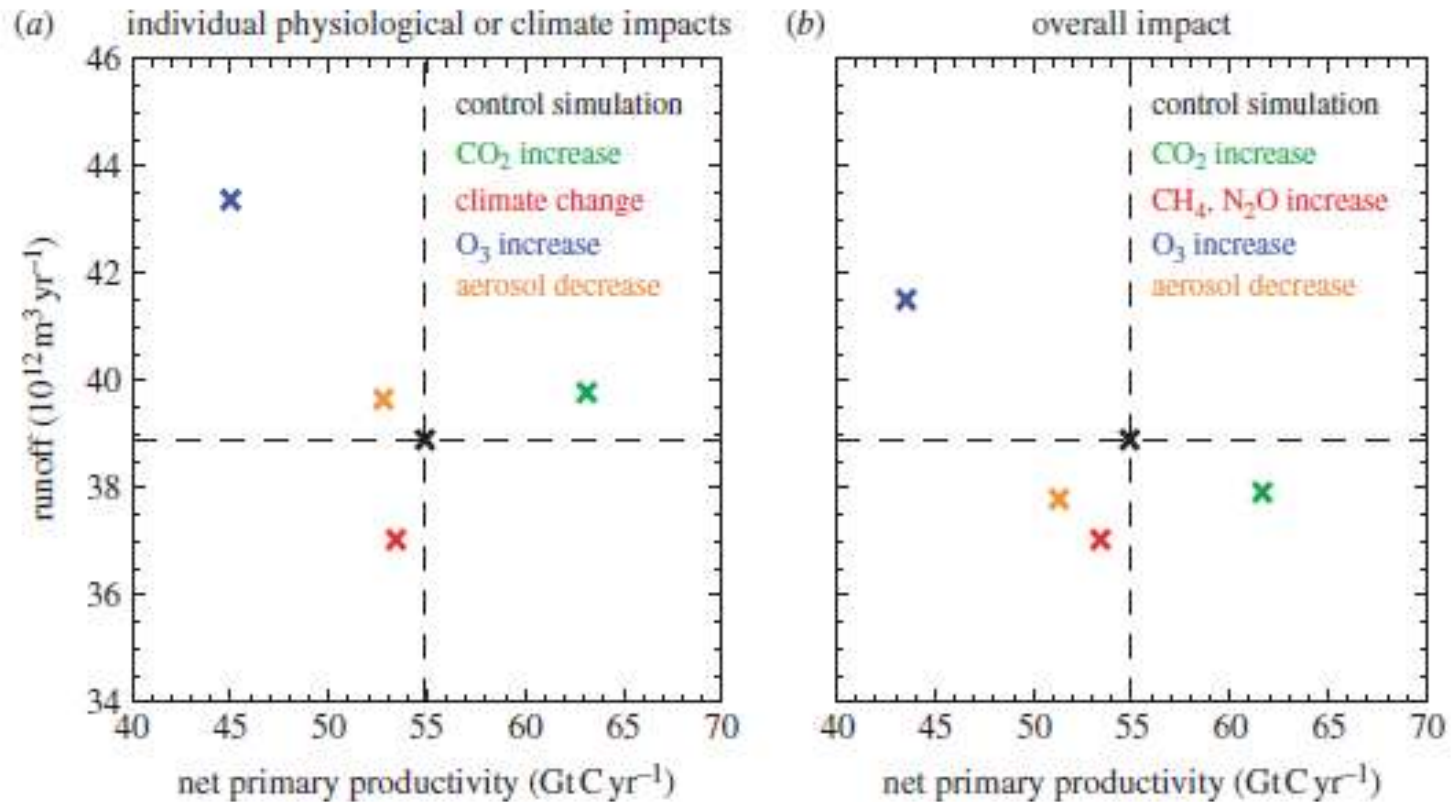 (a) individual physiological or climate impacts
46
44
42
40
38
36
34
runoff (10¹² m³ yr⁻¹)
control simulation
CO₂ increase
climate change
O₃ increase
aerosol decrease
40 45 50 55 60 65 70
net primary productivity (Gt C yr⁻¹)
(b) overall impact
control simulation
CO₂ increase
CH₄. N₂O increase
O₃ increase
aerosol decrease
40 45 50 55 60 65 70
net primary productivity (Gt C yr⁻¹)